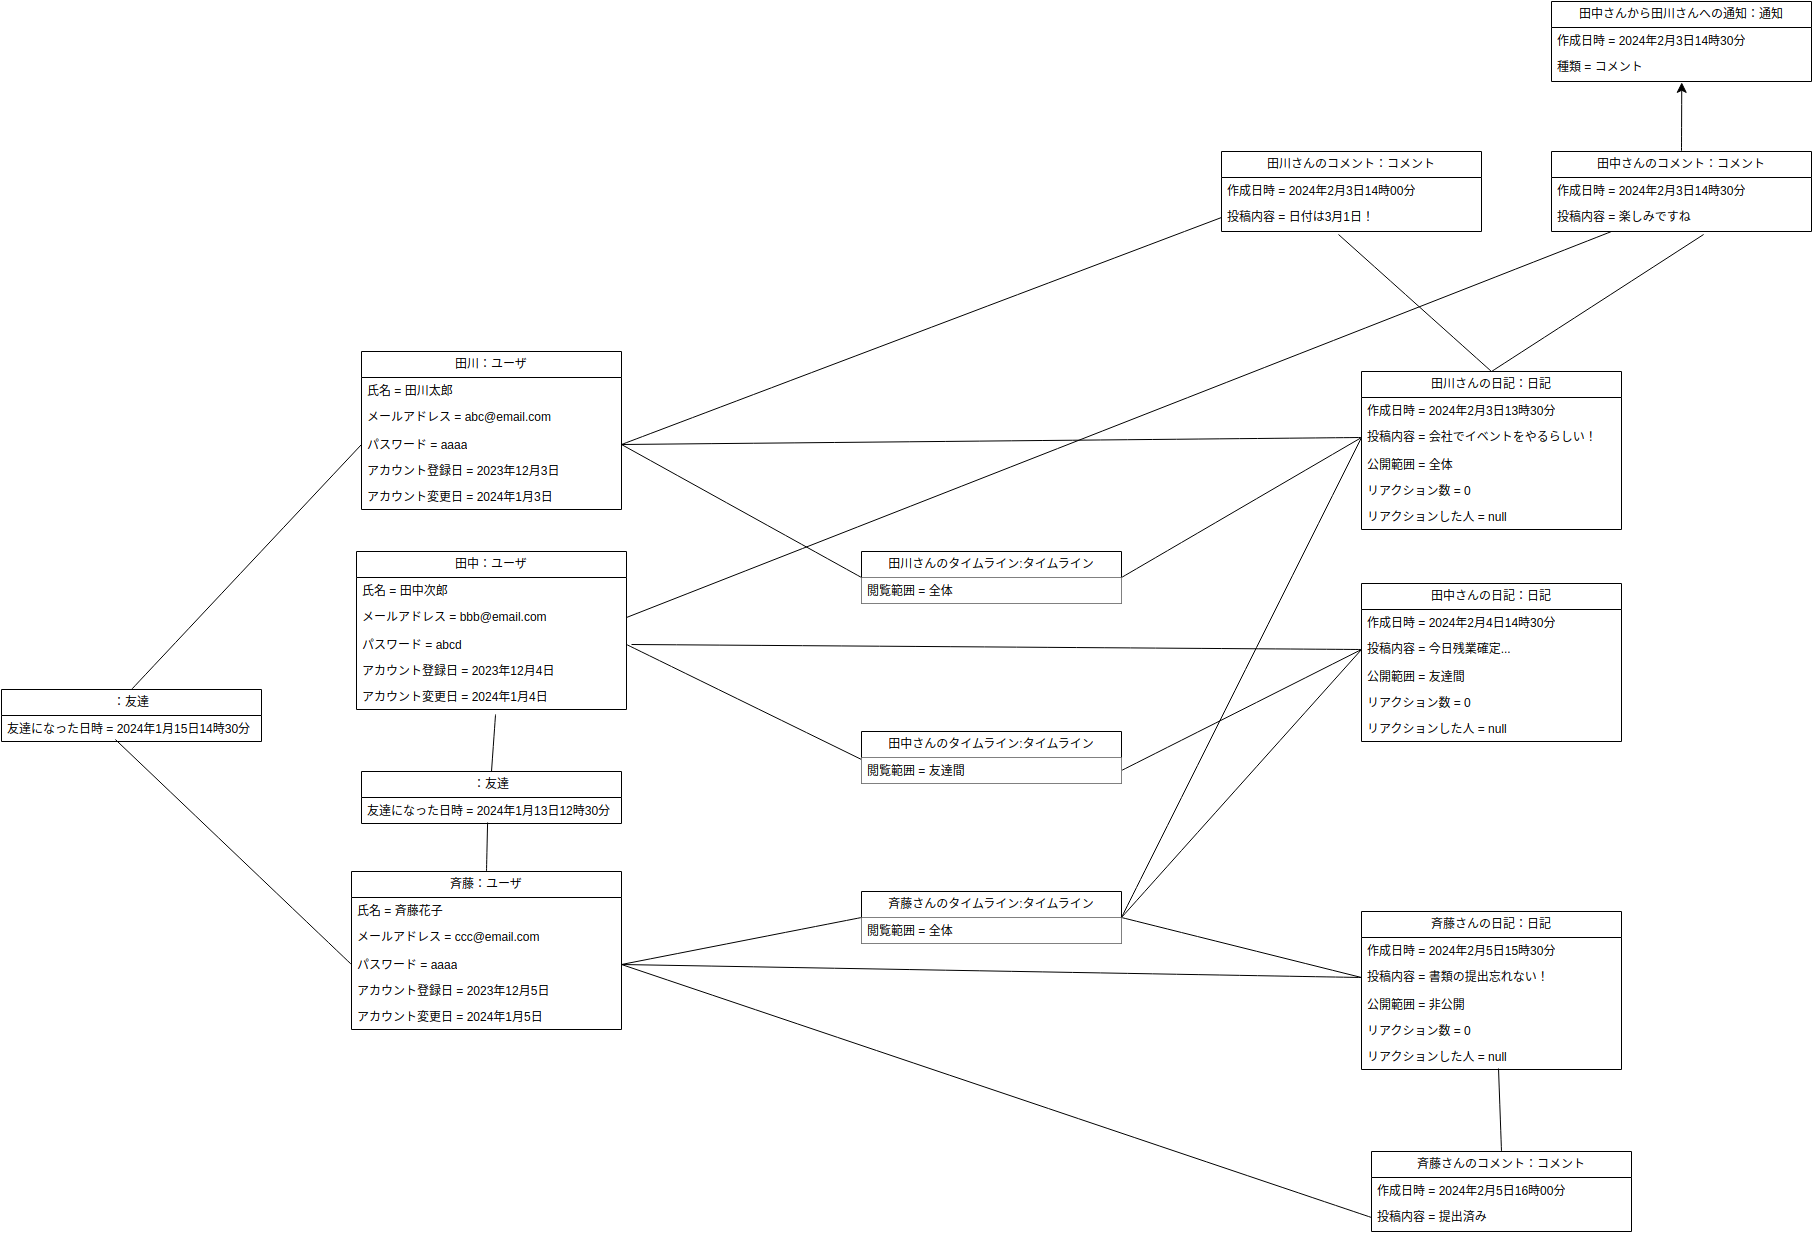 田中さんから田川さんへの通知：通知
作成日時 = 2024年2月3日14時30分
種類 = コメント
田川さんのコメント：コメント
作成日時 = 2024年2月3日14時00分
投稿内容 = 日付は3月1日！
田中さんのコメント：コメント
作成日時 = 2024年2月3日14時30分
投稿内容 = 楽しみですね
田川：ユーザ
氏名 = 田川太郎
メールアドレス = abc@email.com
パスワード = aaaa
アカウント登録日 = 2023年12月3日
アカウント変更日 = 2024年1月3日
田川さんの日記：日記
作成日時 = 2024年2月3日13時30分
投稿内容 = 会社でイベントをやるらしい！
公開範囲 = 全体
リアクション数 = 0
リアクションした人 = null
田中：ユーザ
氏名 = 田中次郎
メールアドレス = bbb@email.com
パスワード = abcd
アカウント登録日 = 2023年12月4日
アカウント変更日 = 2024年1月4日
田川さんのタイムライン:タイムライン
閲覧範囲 = 全体
田中さんの日記：日記
作成日時 = 2024年2月4日14時30分
投稿内容 = 今日残業確定...
公開範囲 = 友達間
リアクション数 = 0
リアクションした人 = null
：友達
友達になった日時 = 2024年1月15日14時30分
田中さんのタイムライン:タイムライン
閲覧範囲 = 友達間
：友達
友達になった日時 = 2024年1月13日12時30分
斉藤：ユーザ
氏名 = 斉藤花子
メールアドレス = ccc@email.com
パスワード = aaaa
アカウント登録日 = 2023年12月5日
アカウント変更日 = 2024年1月5日
斉藤さんのタイムライン:タイムライン
閲覧範囲 = 全体
斉藤さんの日記：日記
作成日時 = 2024年2月5日15時30分
投稿内容 = 書類の提出忘れない！
公開範囲 = 非公開
リアクション数 = 0
リアクションした人 = null
斉藤さんのコメント：コメント
作成日時 = 2024年2月5日16時00分
投稿内容 = 提出済み